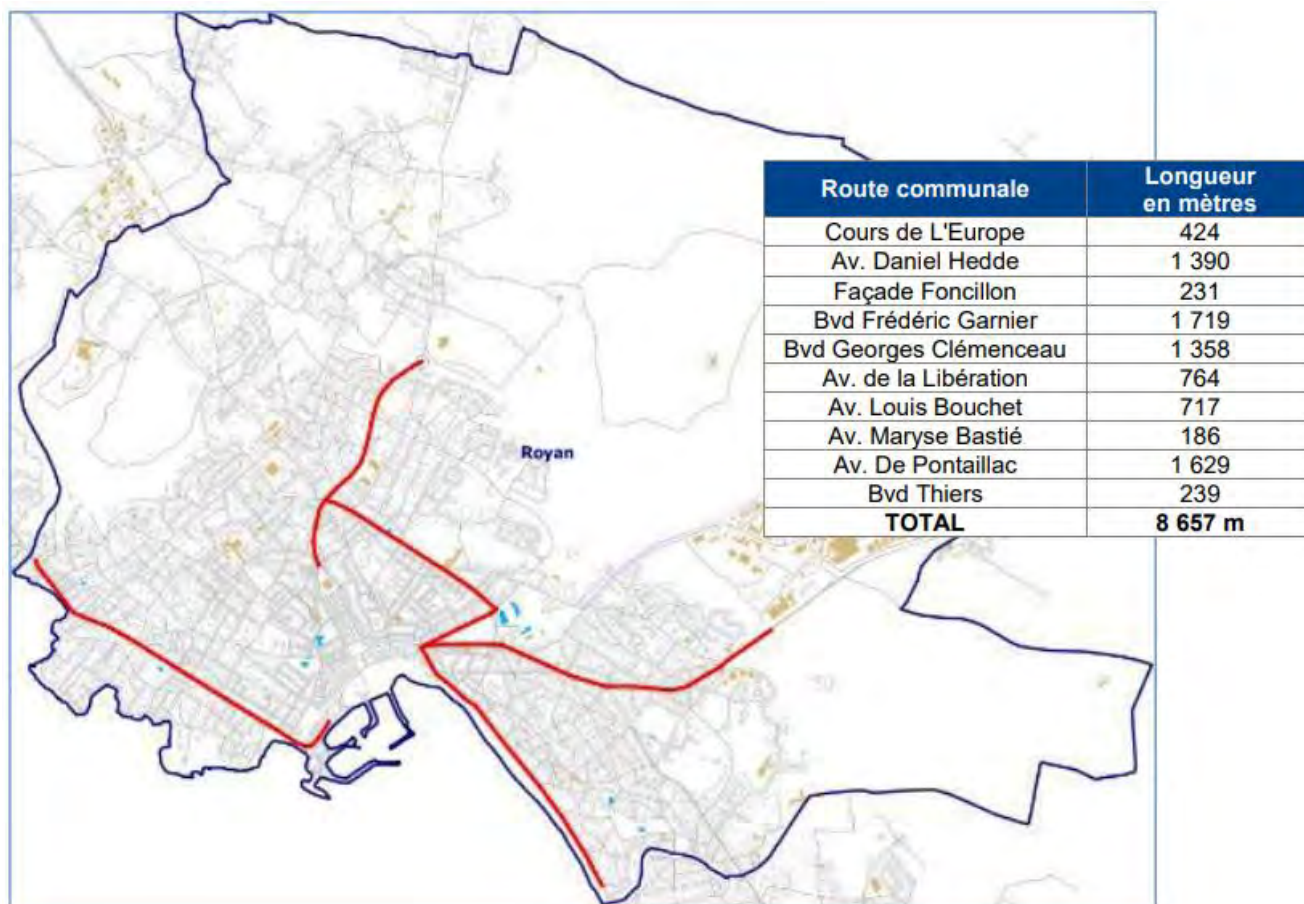 Route communale Longueur en mètres
Cours de L'Europe 424
Av. Daniel Hedde 1 390
Façade Foncillon 231
Bvd Frédéric Garnier 1 719
Bvd Georges Clémenceau 1 358
Av. de la Libération 764
Av. Louis Bouchet 717
Av. Maryse Bastié 186
Av. De Pontaillac 1 629
Bvd Thiers 239
TOTAL 8 657 m
Royan